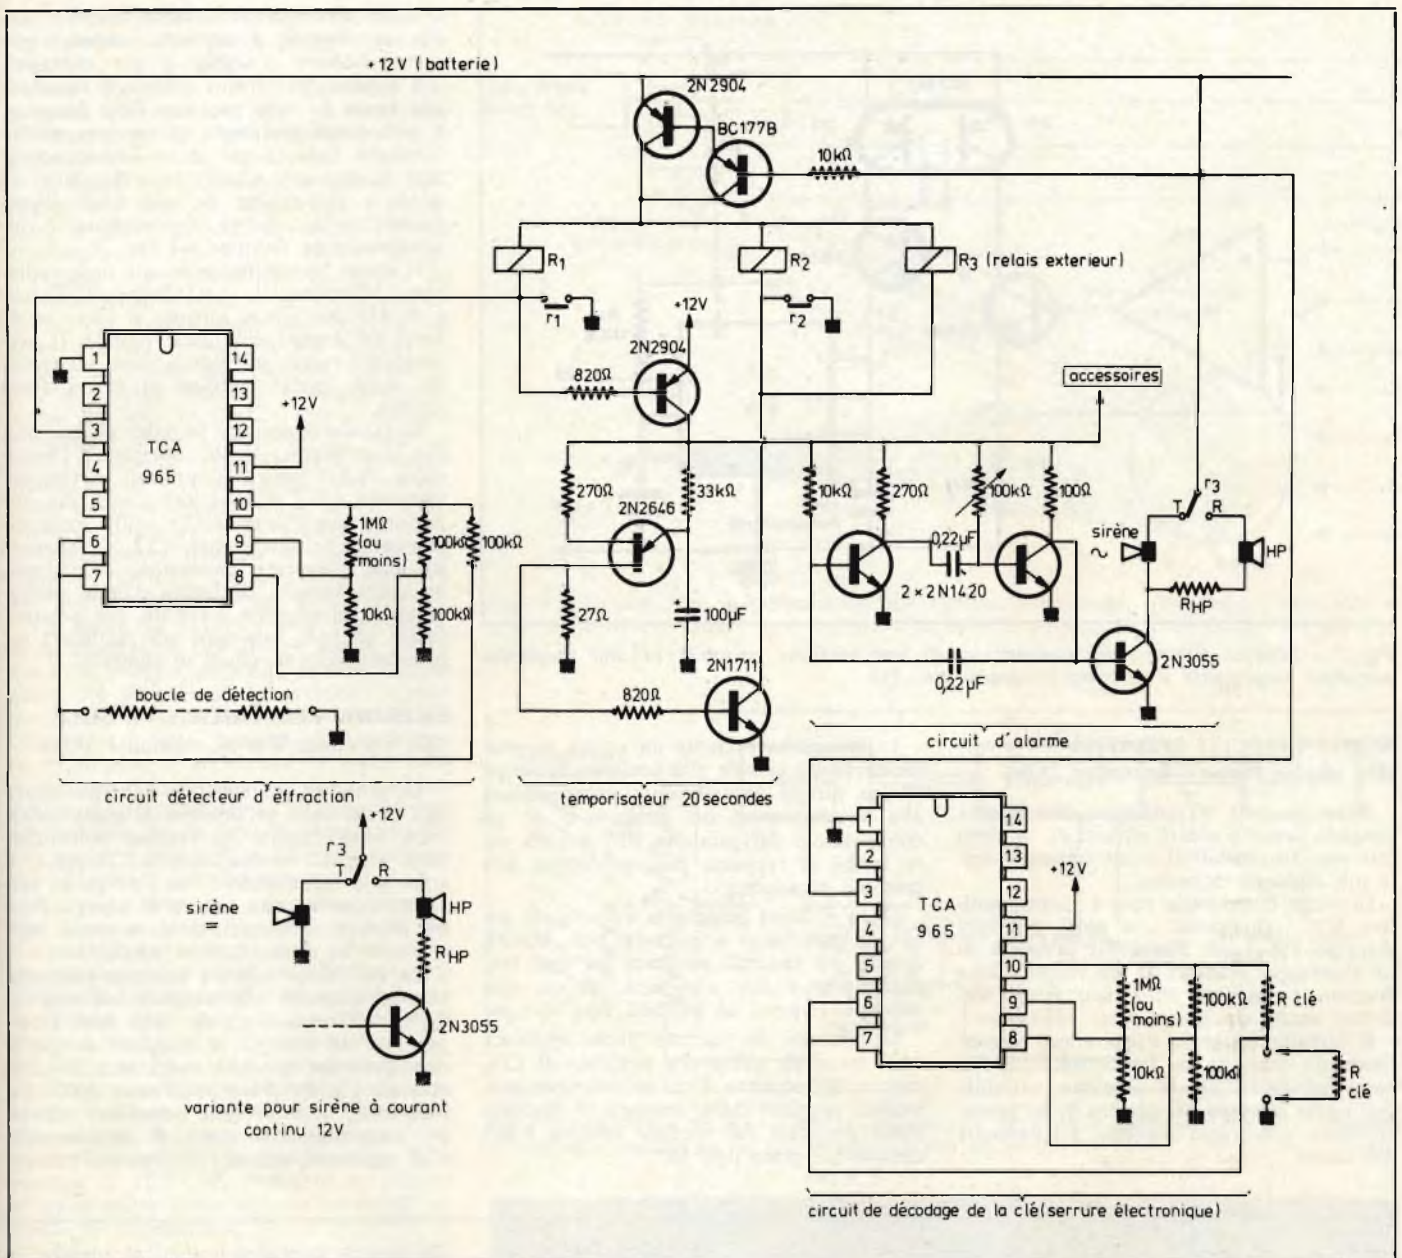 +12V (batterie)
2N2904
BC177B
10kΩ
R1
R2
R3 (relais exterieur)
r1
r2
+12V
2N2904
820Ω
accessoires
1
2
3
4
5
6
7
14
13
12
11
10
9
8
TCA
965
+12V
1MΩ
(ou
moins)
100kΩ
100kΩ
10kΩ
100kΩ
boucle de détection
circuit détecteur d'éffraction
270Ω
33kΩ
2N2646
27Ω
+
-
100µF
2N1711
820Ω
temporisateur 20secondes
10kΩ
270Ω
100kΩ
100Ω
0,22µF
2×2N1420
0,22µF
circuit d'alarme
r3
T
R
sirène
~
HP
RHP
2N3055
+12V
r3
T
R
sirène
=
HP
RHP
2N3055
variante pour sirène à courant
continu 12V
1
2
3
4
5
6
7
14
13
12
11
10
9
8
TCA
965
+12V
1MΩ
(ou
moins)
100kΩ
R clé
10kΩ
100kΩ
R
clé
circuit de décodage de la clé(serrure électronique)